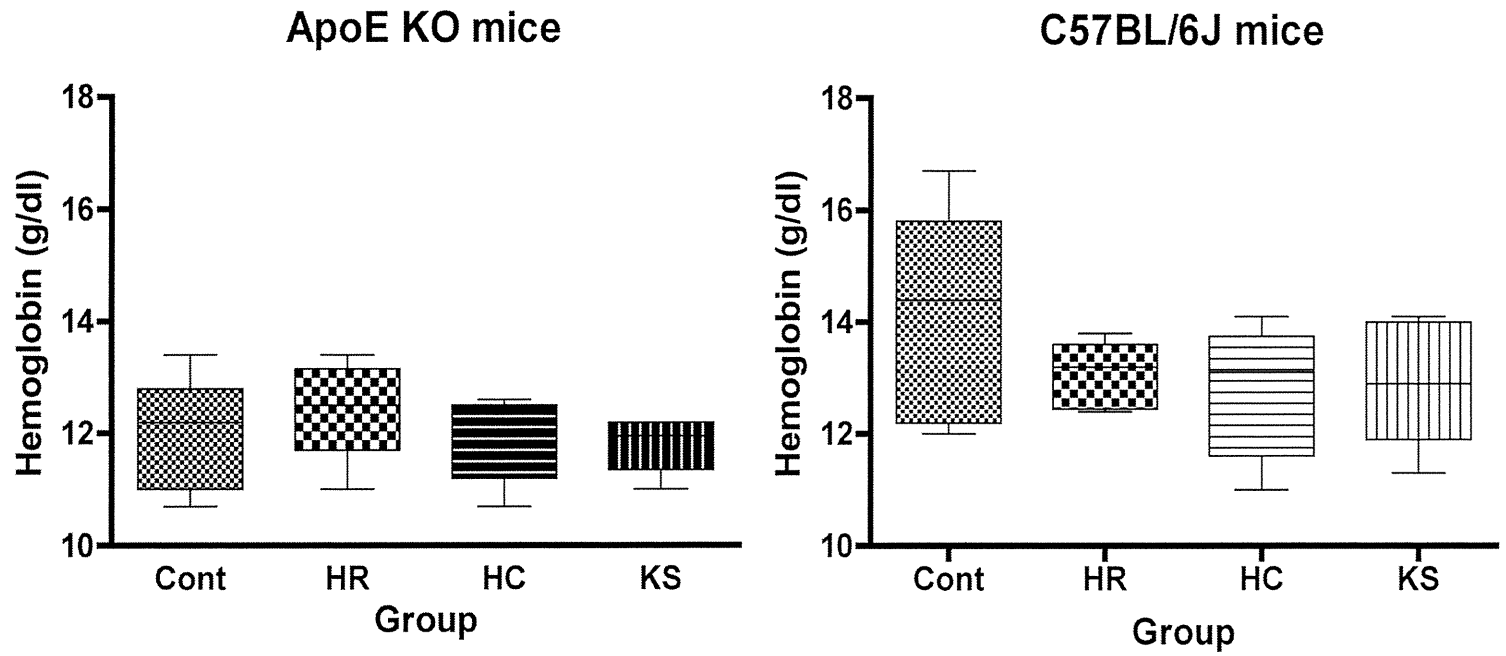 ApoE KO mice
Hemoglobin (g/dl)
18
16
14
12
10
Cont HR HC KS
Group
C57BL/6J mice
Hemoglobin (g/dl)
18
16
14
12
10
Cont HR HC KS
Group